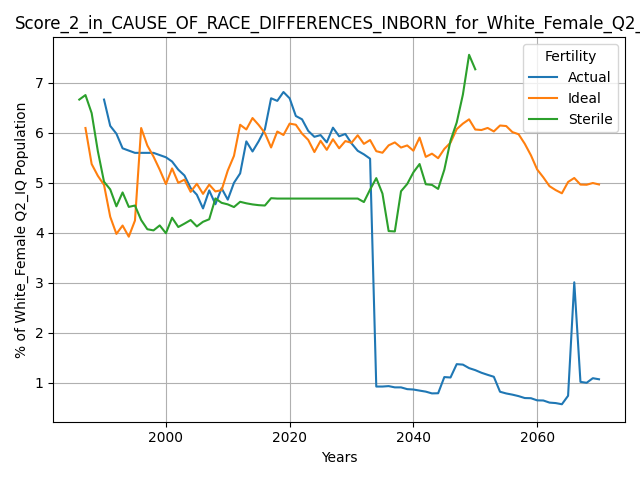 Score_2_in_CAUSE_OF_RACE_DIFFERENCES_INBORN_for_White_Female_Q2_
Fertility
Actual
Ideal
Sterile
% of White_Female Q2_IQ Population
7
6
5
4
3
2
1
2000 2020 2040 2060
Years